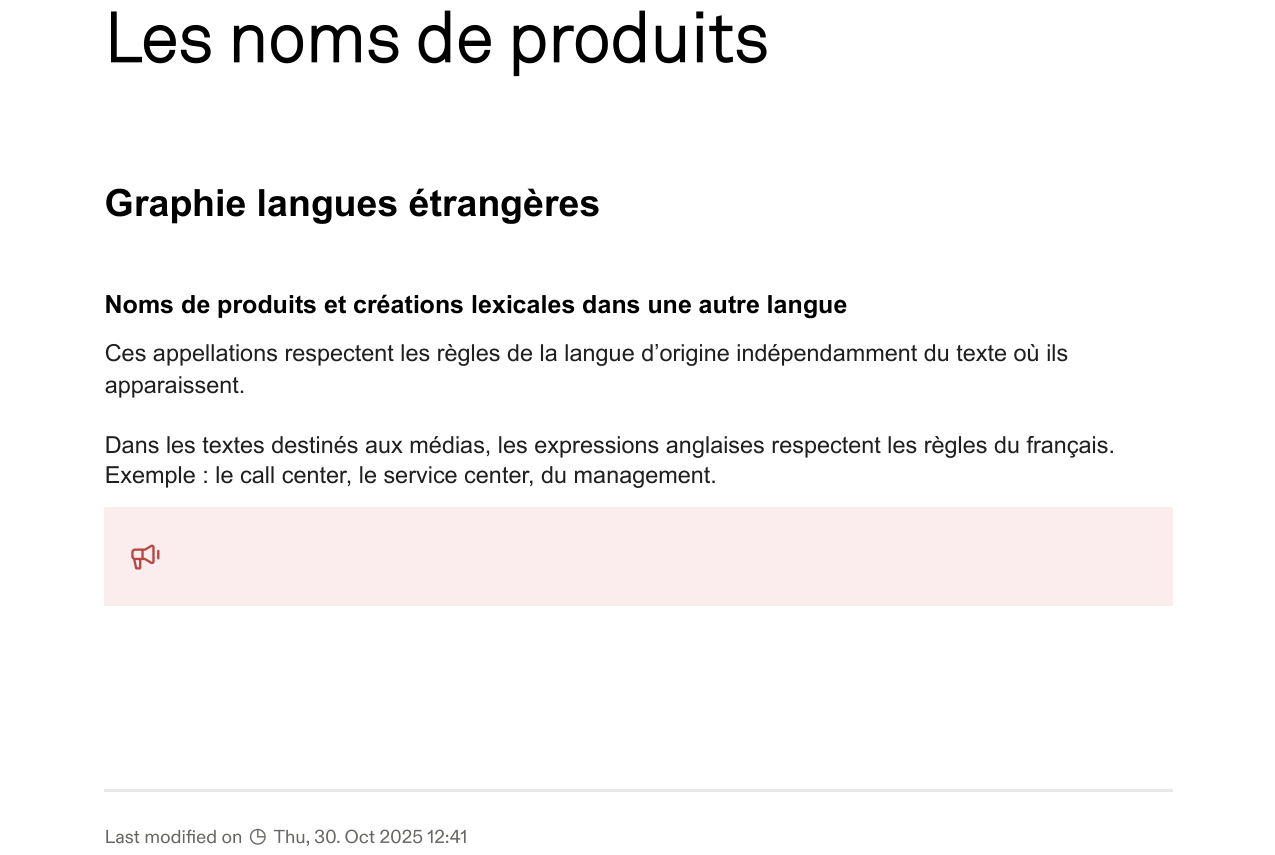 Les noms de produits
Graphie langues étrangères
Noms de produits et créations lexicales dans une autre langue
Ces appellations respectent les règles de la langue d’origine indépendamment du texte où ils
apparaissent.
Dans les textes destinés aux médias, les expressions anglaises respectent les règles du français.
Exemple : le call center, le service center, du management.
Last modified on Thu, 30. Oct 2025 12:41